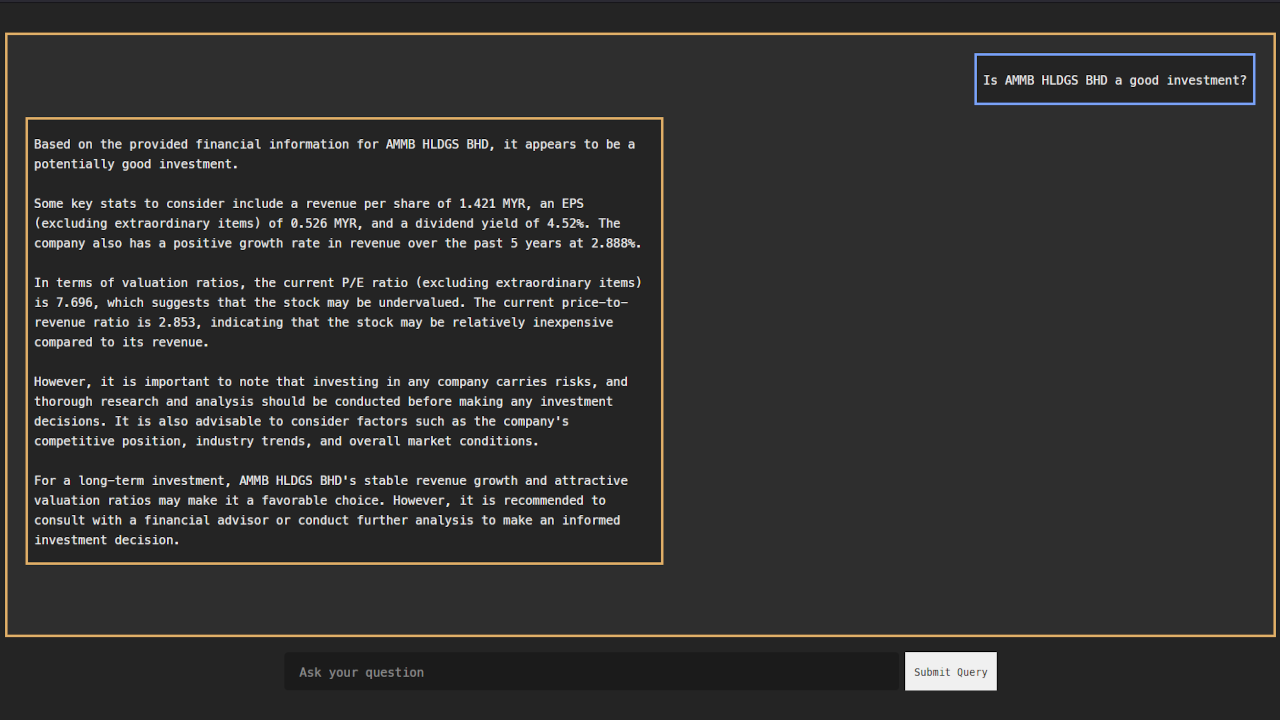 Is AMMB HLDGS BHD a good investment?
Based on the provided financial information for AMMB HLDGS BHD, it appears to be a
potentially good investment.
Some key stats to consider include a revenue per share of 1.421 MYR, an EPS
(excluding extraordinary items) of 0.526 MYR, and a dividend yield of 4.52%. The
company also has a positive growth rate in revenue over the past 5 years at 2.888%.
In terms of valuation ratios, the current P/E ratio (excluding extraordinary items)
is 7.696, which suggests that the stock may be undervalued. The current price-to-
revenue ratio is 2.853, indicating that the stock may be relatively inexpensive
compared to its revenue.
However, it is important to note that investing in any company carries risks, and
thorough research and analysis should be conducted before making any investment
decisions. It is also advisable to consider factors such as the company's
competitive position, industry trends, and overall market conditions.
For a long-term investment, AMMB HLDGS BHD's stable revenue growth and attractive
valuation ratios may make it a favorable choice. However, it is recommended to
consult with a financial advisor or conduct further analysis to make an informed
investment decision.
Ask your question
Submit Query